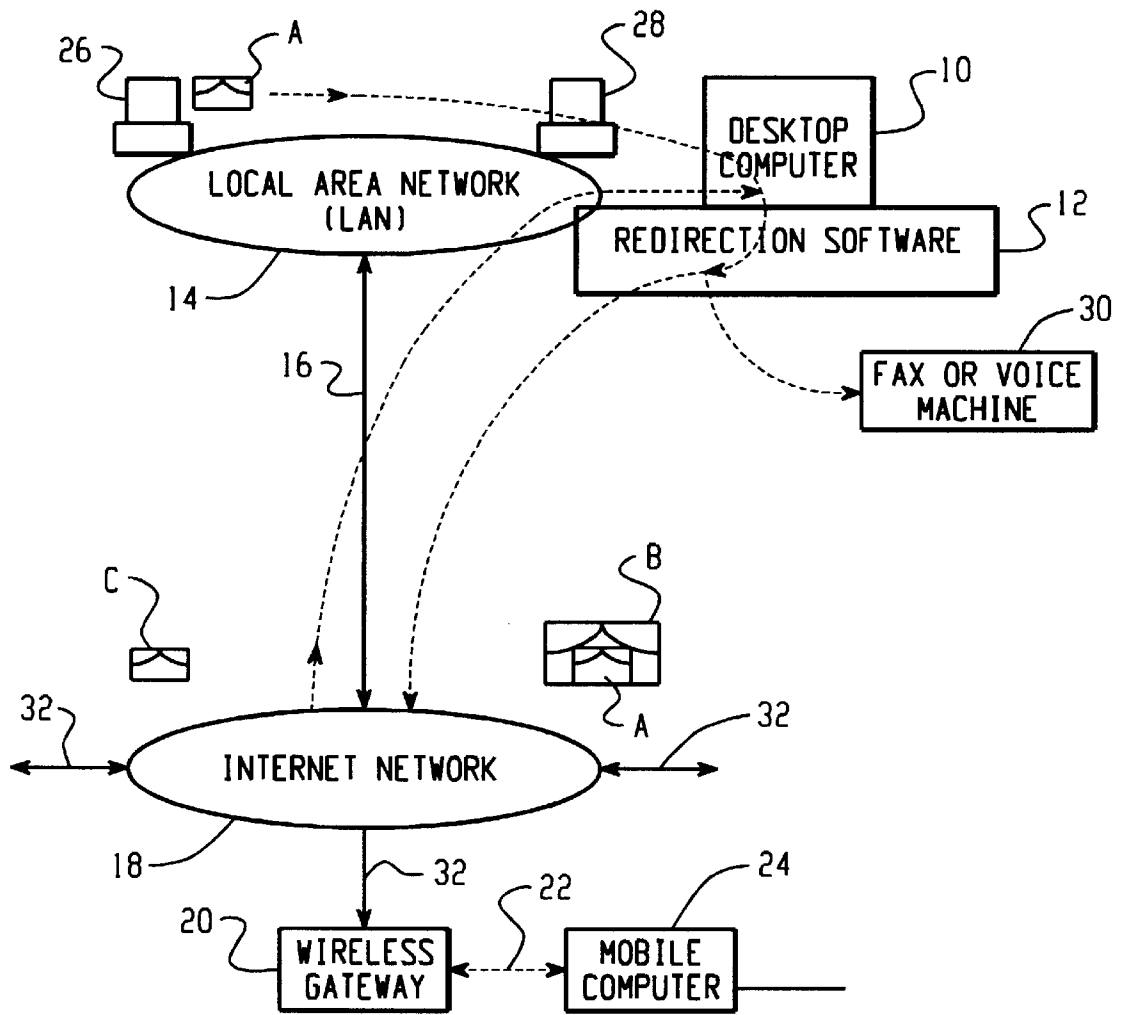 26
A
28
10
DESKTOP
COMPUTER
LOCAL AREA NETWORK
(LAN)
12
REDIRECTION SOFTWARE
14
30
16
FAX OR VOICE
MACHINE
C
B
A
32
32
INTERNET NETWORK
18
32
24
20
22
WIRELESS
GATEWAY
MOBILE
COMPUTER